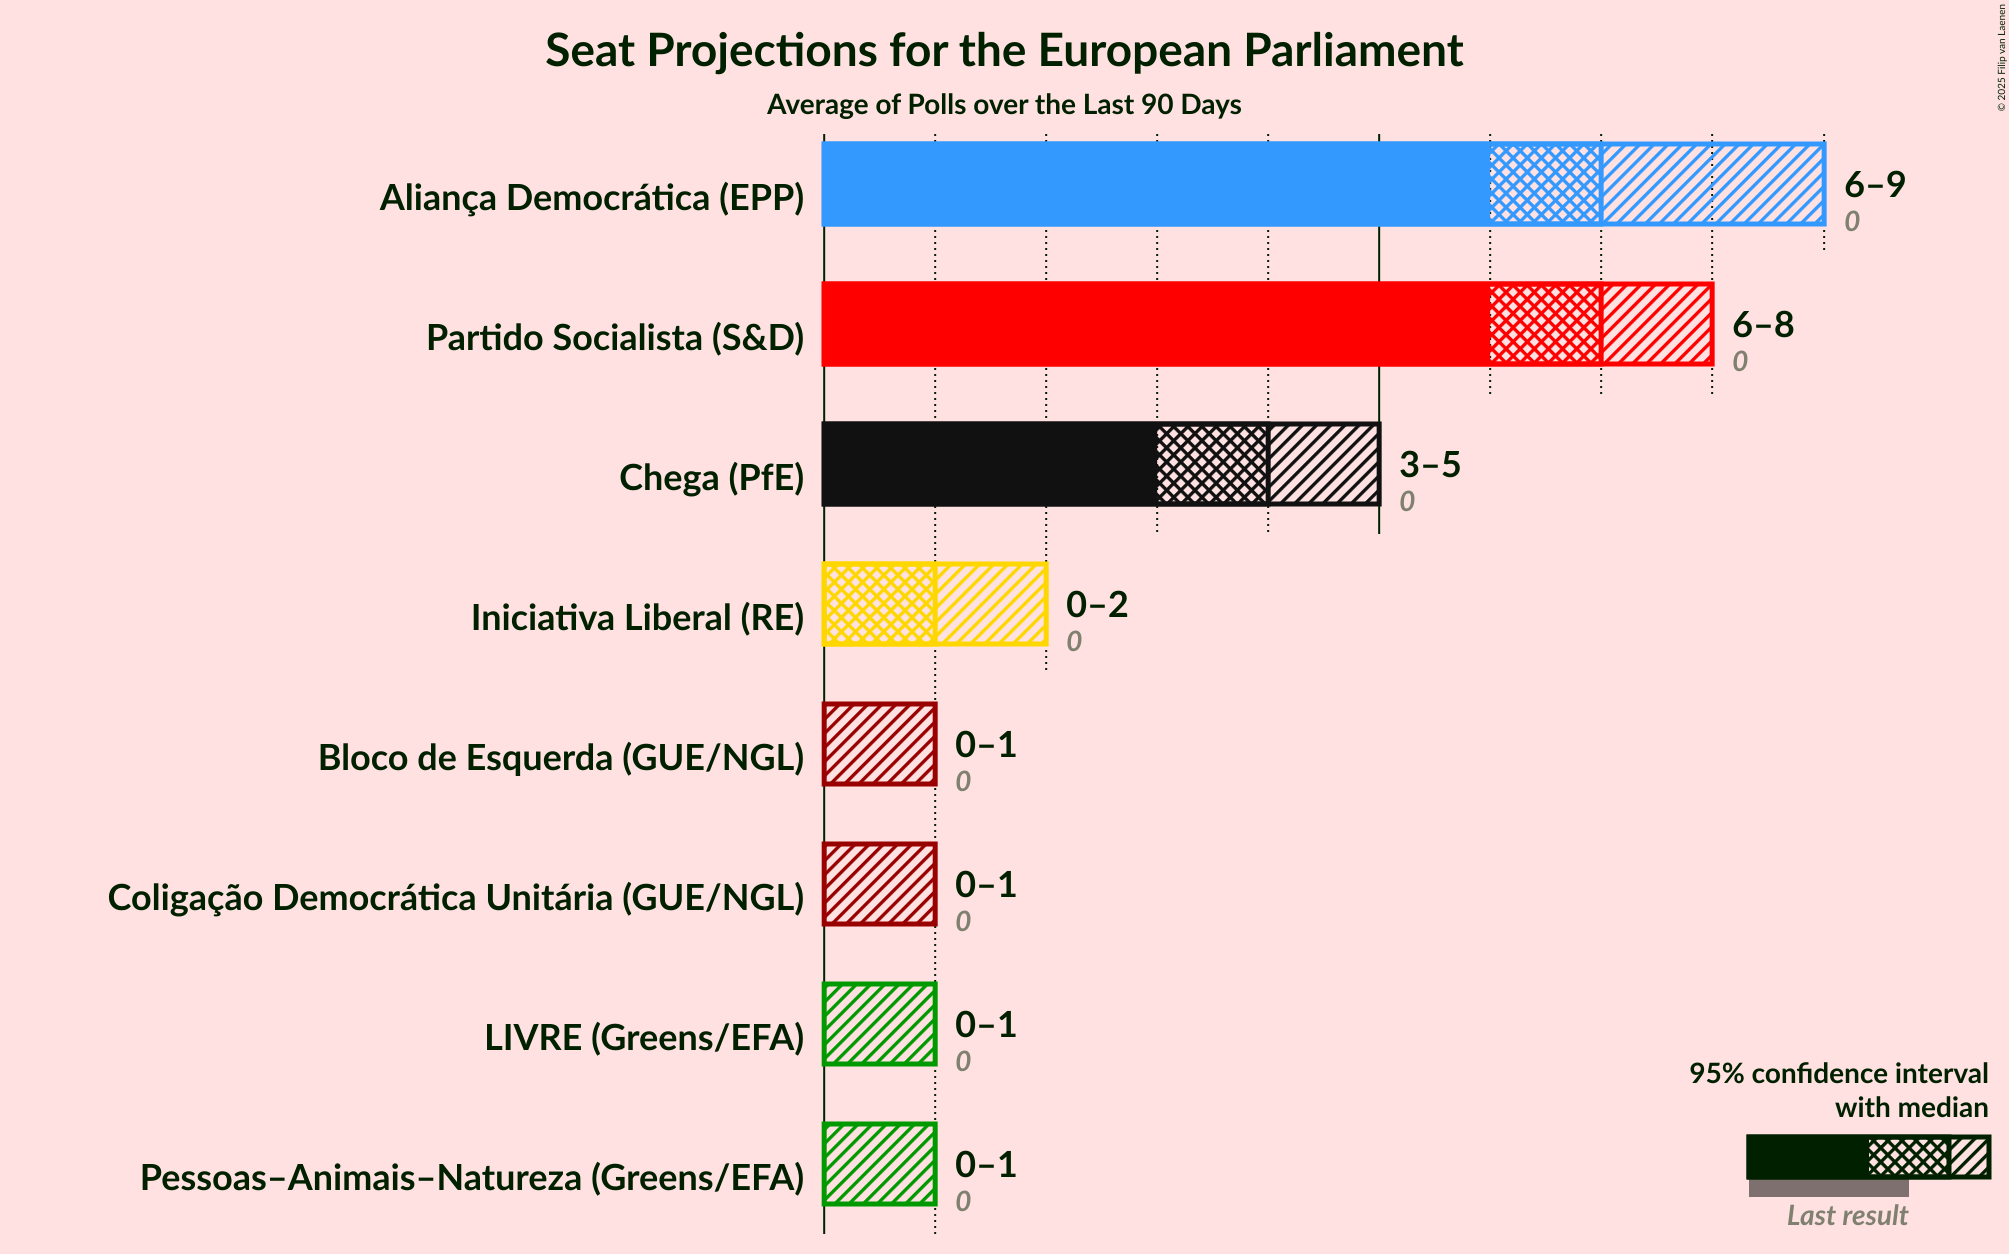 Seat Projections for the European Parliament
Average of Polls over the Last 90 Days
© 2025 Filip van Laenen
Aliança Democrática (EPP)
6–9
0
Partido Socialista (S&D)
6–8
0
Chega (PfE)
3–5
0
Iniciativa Liberal (RE)
0–2
0
Bloco de Esquerda (GUE/NGL)
0–1
0
Coligação Democrática Unitária (GUE/NGL)
0–1
0
LIVRE (Greens/EFA)
0–1
0
Pessoas–Animais–Natureza (Greens/EFA)
0–1
0
95% confidence interval
with median
Last result